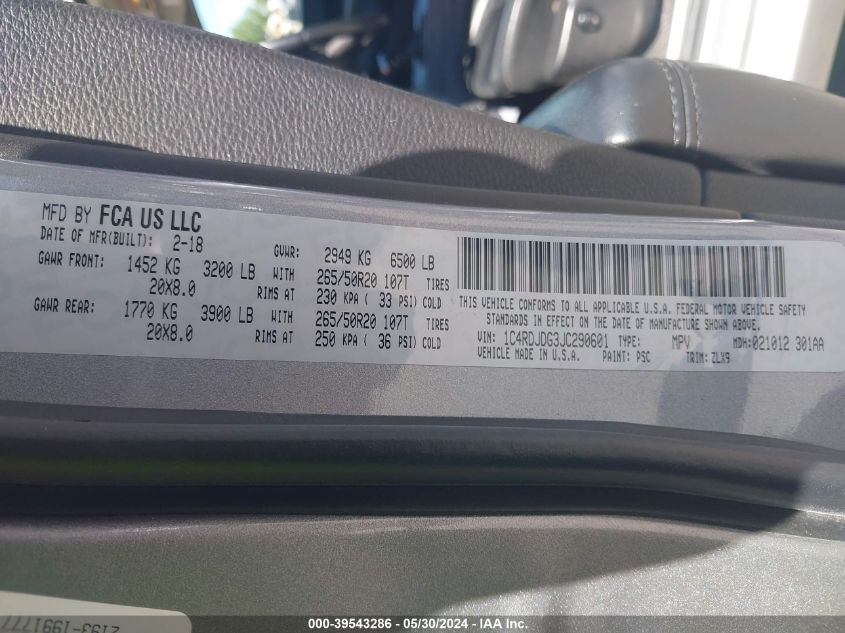 MFD BY FCA US LLC
DATE OF MFR(BUILT): 2-18 GVWR: 2949 KG 6500 LB
GAWR FRONT: 1452 KG 3200 LB WITH 265/50R20 107T TIRES
20X8.0 RIMS AT 230 KPA ( 33 PSI) COLD
GAWR REAR: 1770 KG 3900 LB WITH 265/50R20 107T TIRES
20X8.0 RIMS AT 250 KPA ( 36 PSI) COLD
THIS VEHICLE CONFORMS TO ALL APPLICABLE U.S.A. FEDERAL MOTOR VEHICLE SAFETY
STANDARDS IN EFFECT ON THE DATE OF MANUFACTURE SHOWN ABOVE.
VIN: 1C4RDJDG3JC290601 TYPE: MPV MDH:021012 301AA
VEHICLE MADE IN U.S.A. PAINT: PSC TRIM: ZLX9
2193-19917777
000-39543286 - 05/30/2024 - IAAI.com